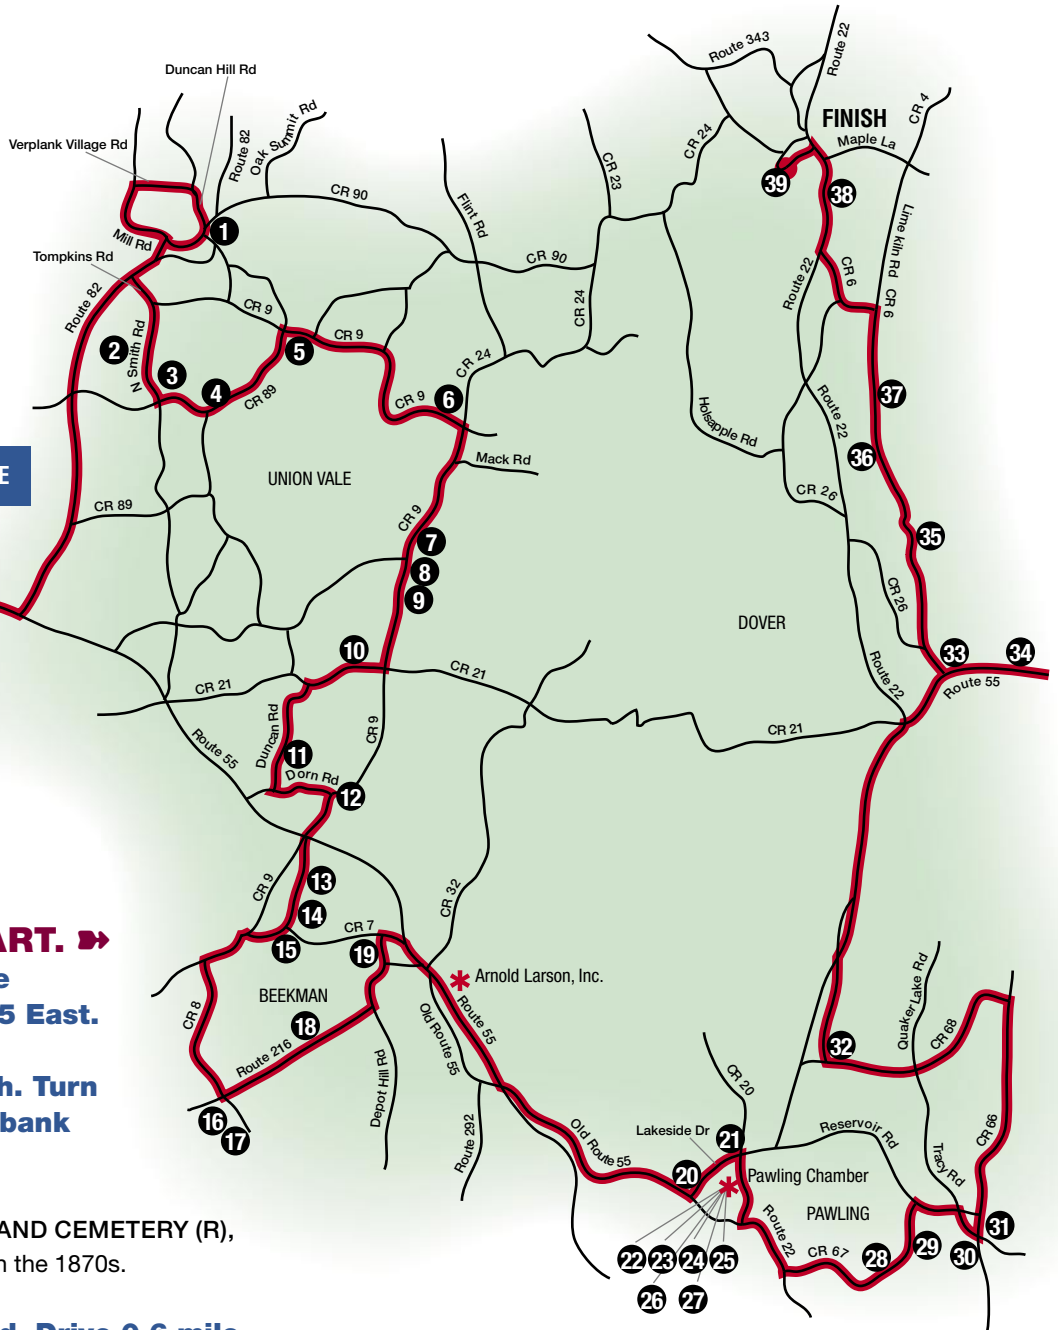 Route 343
Route 22
Duncan Hill Rd
CR 4
FINISH
Oak Summit Rd
Route 82
CR 24
Maple La
Verplank Village Rd
CR 23
39
38
CR 90
Flint Rd
Lime kiln Rd
CR 6
1
Mill Rd
Tompkins Rd
CR 90
CR 6
Route 22
Route 82
CR 9
CR 24
2
N Smith Rd
5
CR 9
CR 24
3
4
CR 89
CR 9
6
37
Holsapple Rd
Route 22
E
UNION VALE
Mack Rd
36
CR 26
CR 89
CR 9
7
35
8
9
CR 26
DOVER
10
33
34
CR 21
CR 21
Route 22
Route 55
Duncan Rd
CR 9
CR 21
Route 55
11
Dorn Rd
12
CR 9
13
CR 32
14
ART.
15
CR 7
19
e
Arnold Larson, Inc.
Quaker Lake Rd
BEEKMAN
5 East.
CR 8
18
Route 55
Old Route 55
CR 68
Route 216
32
Depot Hill Rd
CR 20
h. Turn
bank
16
17
Route 292
Old Route 55
Lakeside Dr
21
Reservoir Rd
CR 66
Tracy Rd
20
Pawling Chamber
PAWLING
AND CEMETERY (R),
Route 22
31
n the 1870s.
22
23
24
25
CR 67
28
29
30
26
27
d. Drive 0.6 mile